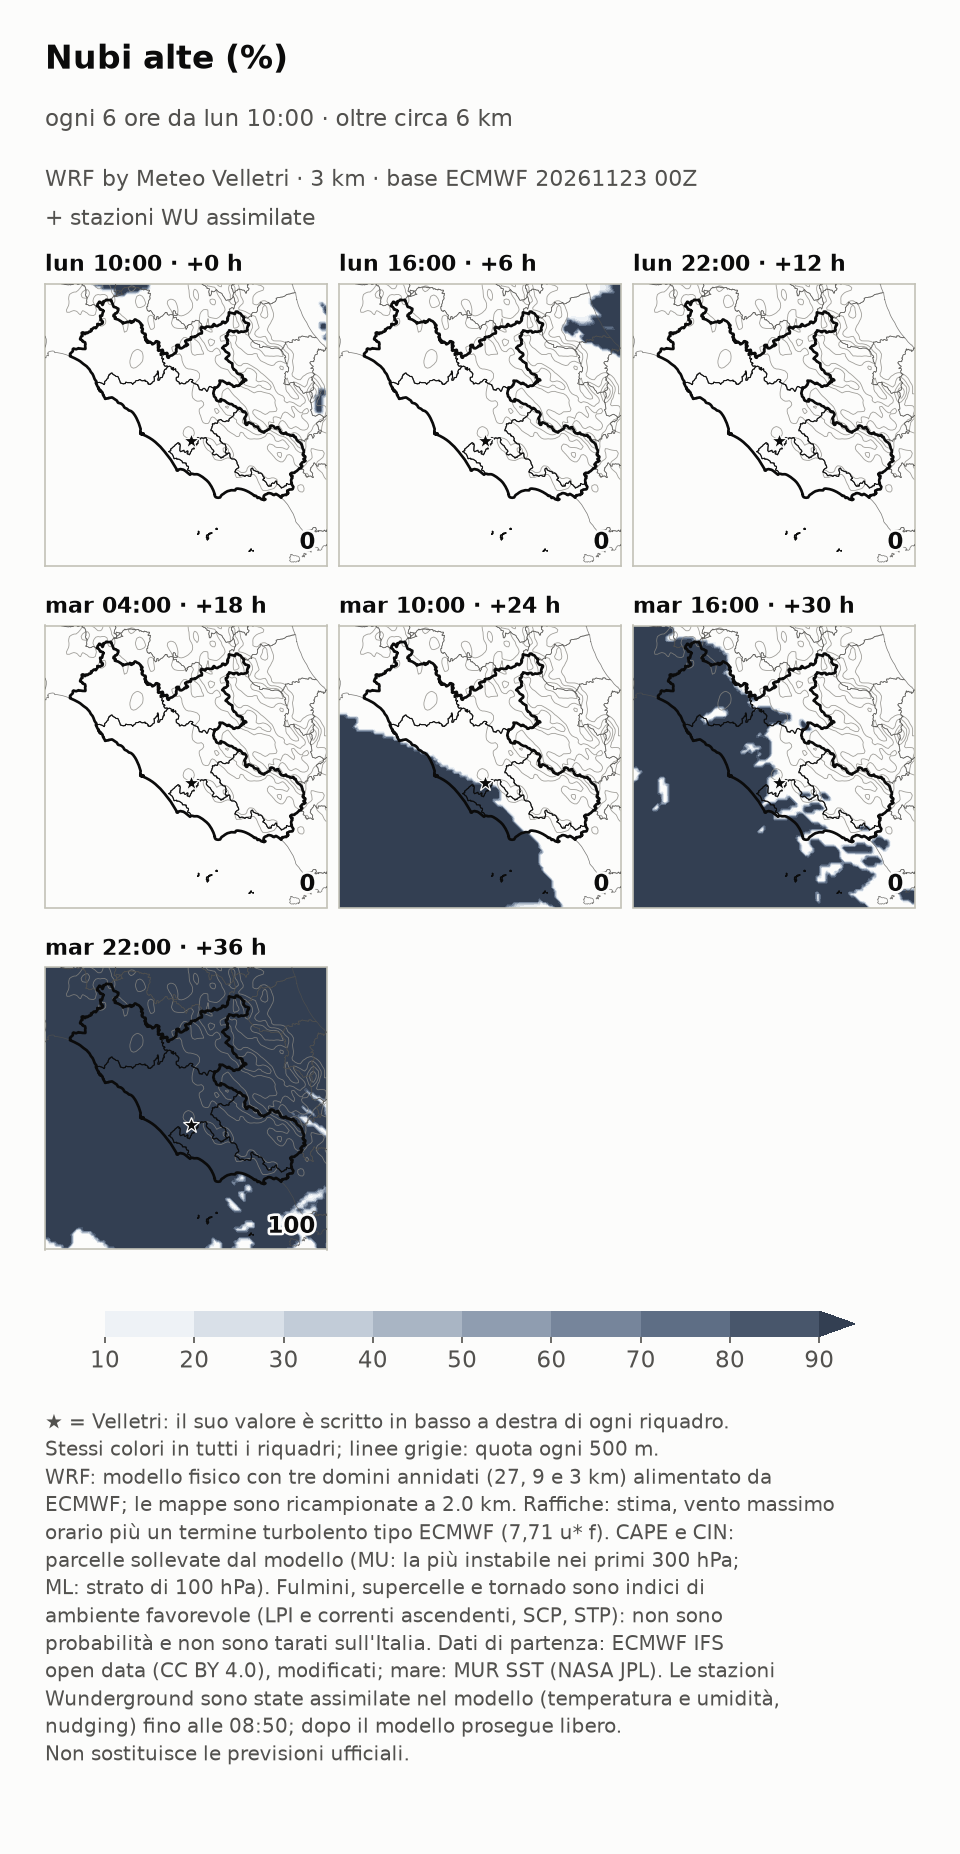 Nubi alte (%)
ogni 6 ore da lun 10:00 · oltre circa 6 km
WRF by Meteo Velletri · 3 km · base ECMWF 20261123 00Z
+ stazioni WU assimilate
lun 10:00 · +0 h
lun 16:00 · +6 h
lun 22:00 · +12 h
0
0
0
mar 04:00 · +18 h
mar 10:00 · +24 h
mar 16:00 · +30 h
0
0
0
mar 22:00 · +36 h
100
10 20 30 40 50 60 70 80 90
★ = Velletri: il suo valore è scritto in basso a destra di ogni riquadro.
Stessi colori in tutti i riquadri; linee grigie: quota ogni 500 m.
WRF: modello fisico con tre domini annidati (27, 9 e 3 km) alimentato da
ECMWF; le mappe sono ricampionate a 2.0 km. Raffiche: stima, vento massimo
orario più un termine turbolento tipo ECMWF (7,71 u* f). CAPE e CIN:
parcelle sollevate dal modello (MU: la più instabile nei primi 300 hPa;
ML: strato di 100 hPa). Fulmini, supercelle e tornado sono indici di
ambiente favorevole (LPI e correnti ascendenti, SCP, STP): non sono
probabilità e non sono tarati sull'Italia. Dati di partenza: ECMWF IFS
open data (CC BY 4.0), modificati; mare: MUR SST (NASA JPL). Le stazioni
Wunderground sono state assimilate nel modello (temperatura e umidità,
nudging) fino alle 08:50; dopo il modello prosegue libero.
Non sostituisce le previsioni ufficiali.